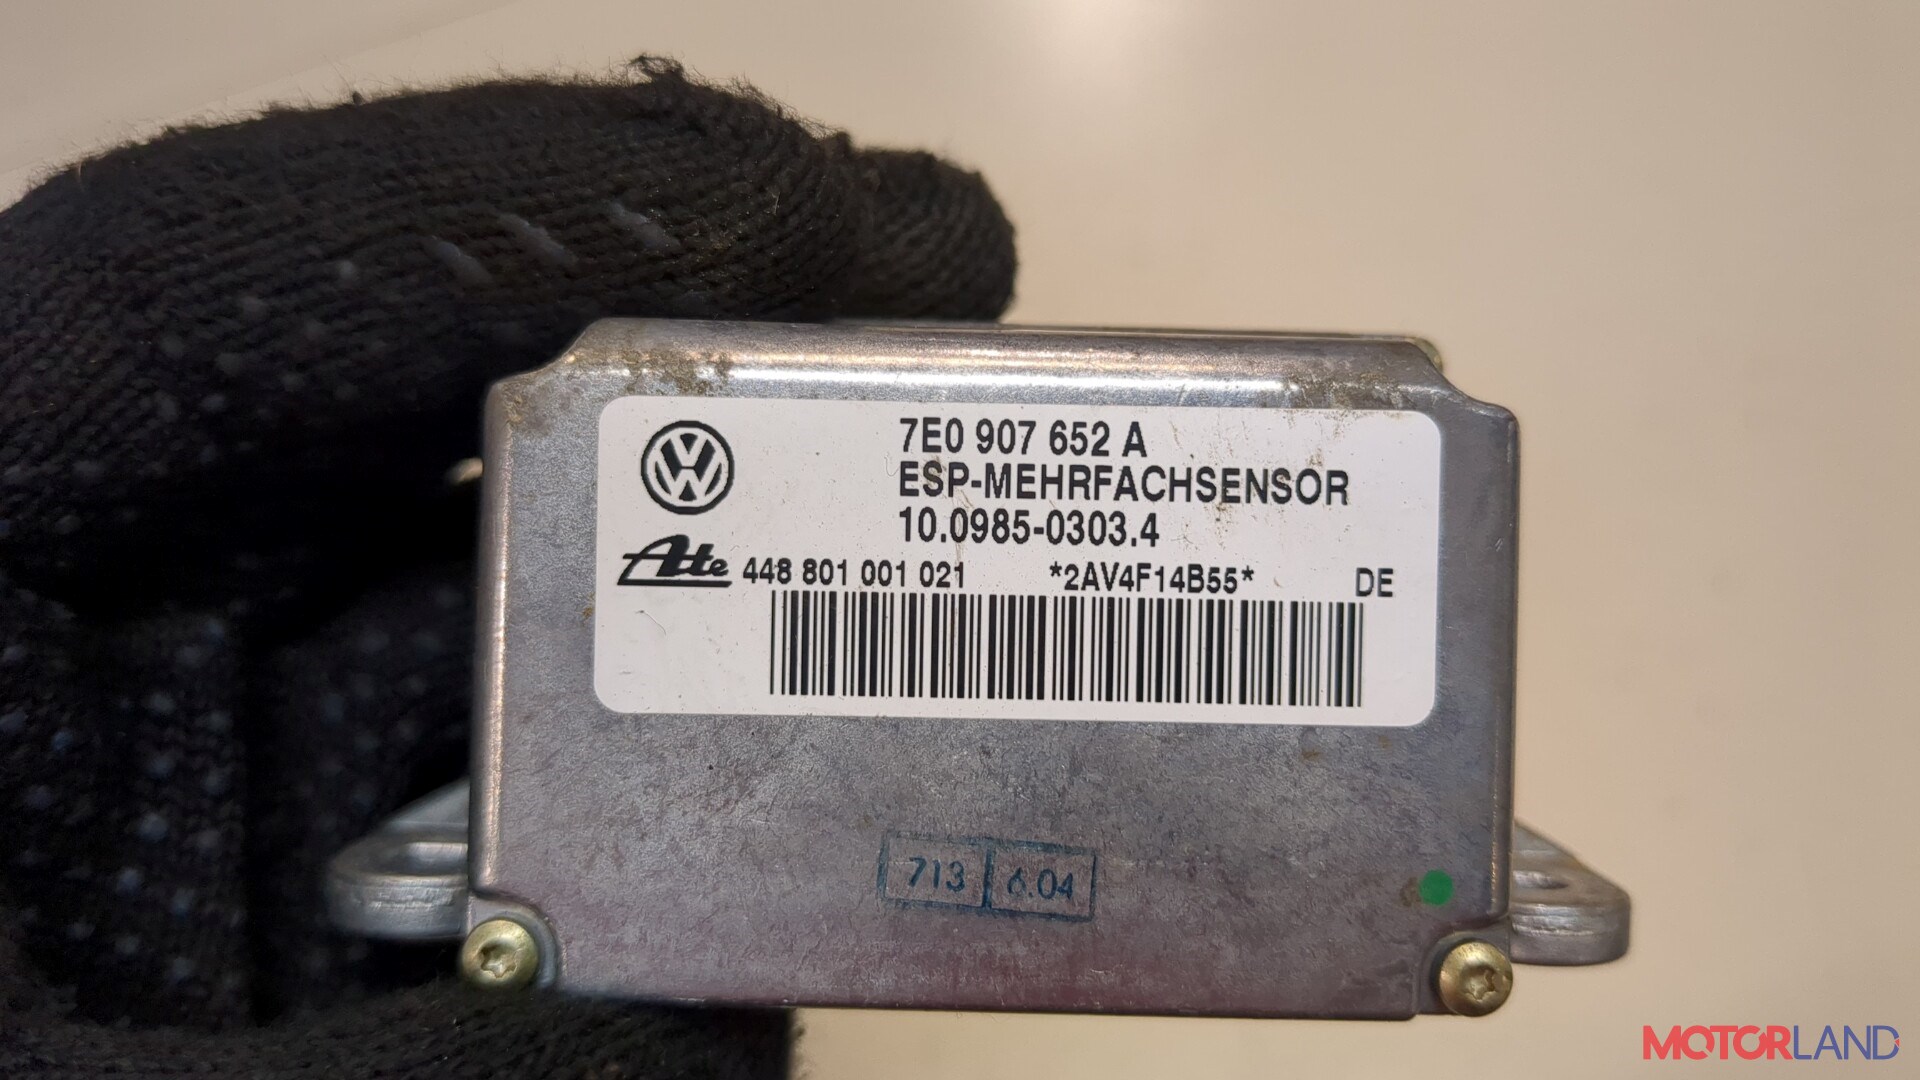 7E0 907 652 A
ESP-MEHRFACHSENSOR
10.0985-0303.4
Ate 448 801 001 021 *2AV4F14B55* DE
713 6.04
MOTORLAND